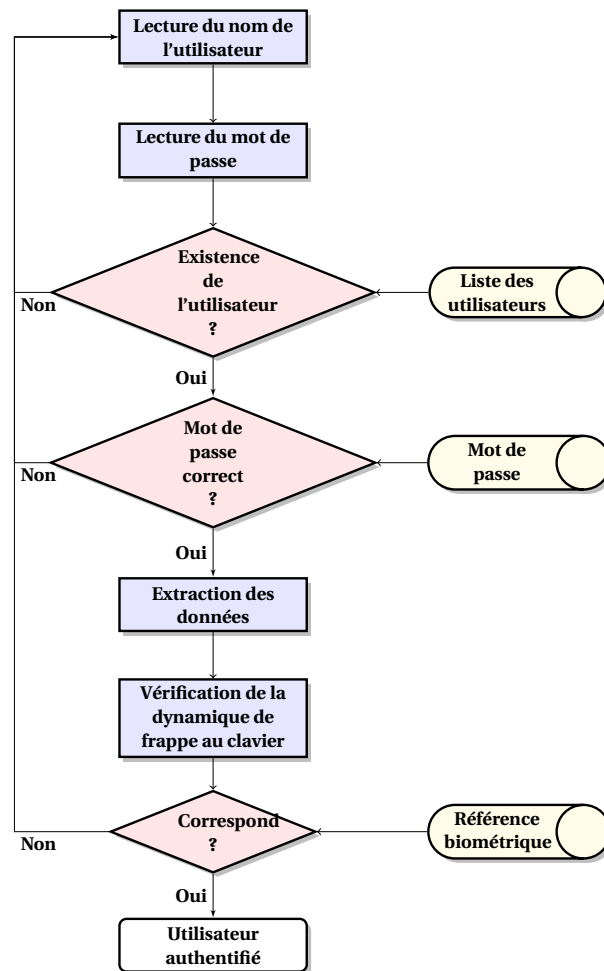 Lecture du nom de
l'utilisateur
Lecture du mot de
passe
Existence
de
l'utilisateur
?
Liste des
utilisateurs
Non
Oui
Mot de
passe
correct
?
Mot de
passe
Non
Oui
Extraction des
données
Vérification de la
dynamique de
frappe au clavier
Correspond
?
Référence
biométrique
Non
Oui
Utilisateur
authentifié